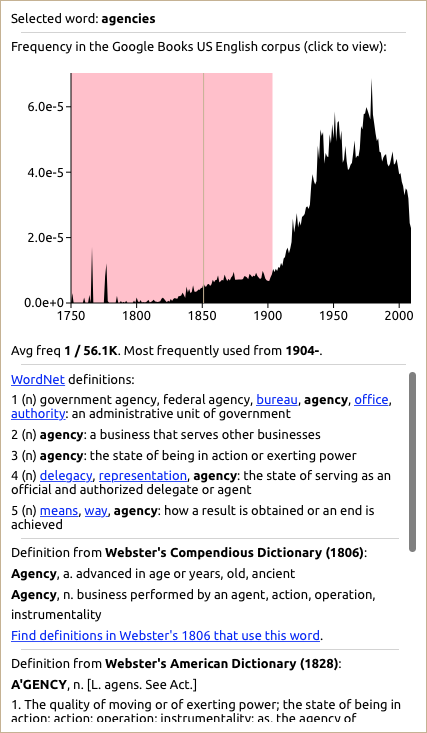 Selected word: agencies
Frequency in the Google Books US English corpus (click to view):
6.0e-5
4.0e-5
2.0e-5
0.0e+0
1750 1800 1850 1900 1950 2000
Avg freq 1 / 56.1K. Most frequently used from 1904-.
WordNet definitions:
1 (n) government agency, federal agency, bureau, agency, office,
authority: an administrative unit of government
2 (n) agency: a business that serves other businesses
3 (n) agency: the state of being in action or exerting power
4 (n) delegacy, representation, agency: the state of serving as an
official and authorized delegate or agent
5 (n) means, way, agency: how a result is obtained or an end is
achieved
Definition from Webster's Compendious Dictionary (1806):
Agency, a. advanced in age or years, old, ancient
Agency, n. business performed by an agent, action, operation,
instrumentality
Find definitions in Webster's 1806 that use this word.
Definition from Webster's American Dictionary (1828):
A'GENCY, n. [L. agens. See Act.]
1. The quality of moving or of exerting power; the state of being in
action; action; operation; instrumentality; as, the agency of